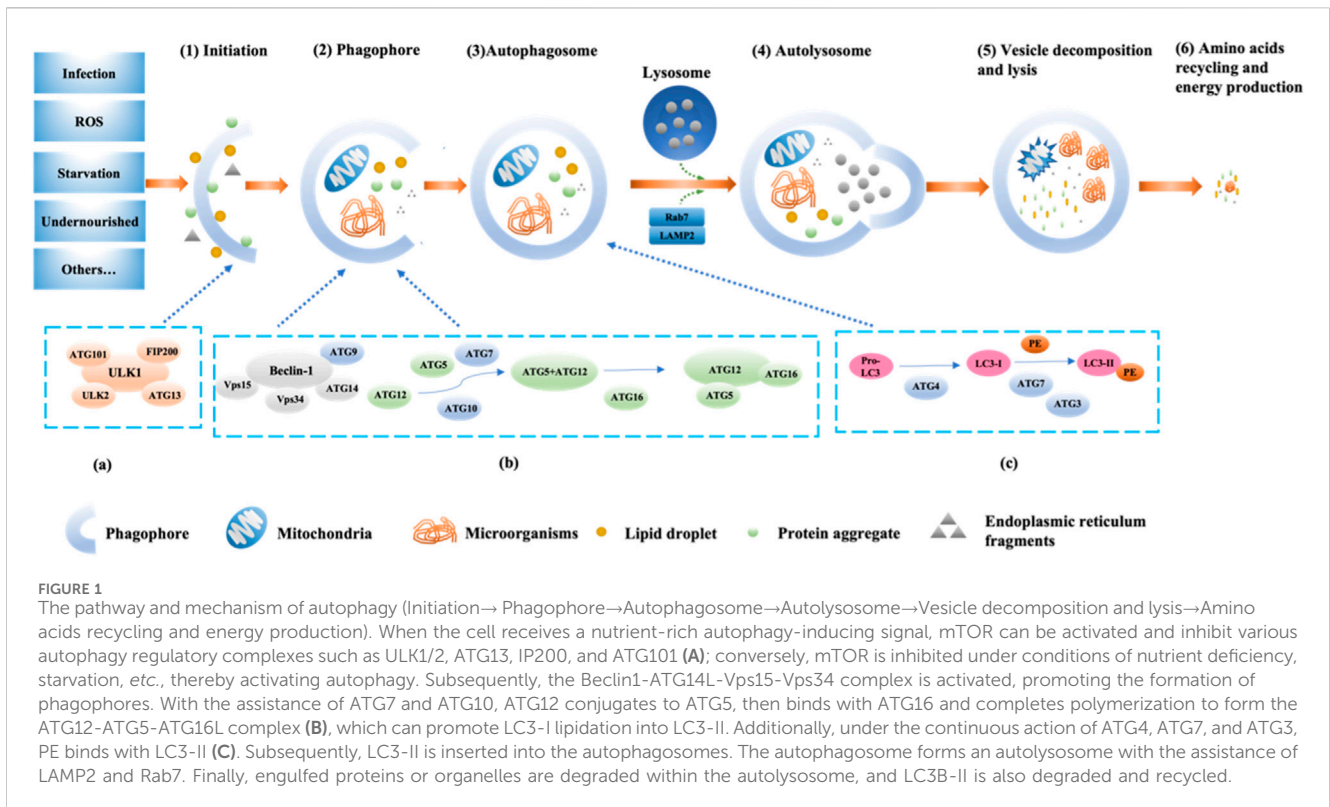 (1) Initiation
(2) Phagophore
(3)Autophagosome
(4) Autolysosome
(5) Vesicle decomposition
and lysis
(6) Amino acids
recycling and
energy production
Infection
ROS
Starvation
Undernourished
Others...
Lysosome
Rab7
LAMP2
ATG101
FIP200
ULK1
ULK2
ATG13
(a)
ATG9
Beclin-1
Vps15
Vps34
ATG14
ATG5
ATG7
ATG12
ATG10
ATG5+ATG12
ATG16
ATG12
ATG16
ATG5
(b)
Pro-
LC3
ATG4
LC3-I
PE
ATG7
ATG3
LC3-II
PE
(c)
Phagophore
Mitochondria
Microorganisms
Lipid droplet
Protein aggregate
Endoplasmic reticulum
fragments
FIGURE 1
The pathway and mechanism of autophagy (Initiation→ Phagophore→Autophagosome→Autolysosome→Vesicle decomposition and lysis→Amino
acids recycling and energy production). When the cell receives a nutrient-rich autophagy-inducing signal, mTOR can be activated and inhibit various
autophagy regulatory complexes such as ULK1/2, ATG13, IP200, and ATG101 (A); conversely, mTOR is inhibited under conditions of nutrient deficiency,
starvation, etc., thereby activating autophagy. Subsequently, the Beclin1-ATG14L-Vps15-Vps34 complex is activated, promoting the formation of
phagophores. With the assistance of ATG7 and ATG10, ATG12 conjugates to ATG5, then binds with ATG16 and completes polymerization to form the
ATG12-ATG5-ATG16L complex (B), which can promote LC3-I lipidation into LC3-II. Additionally, under the continuous action of ATG4, ATG7, and ATG3,
PE binds with LC3-II (C). Subsequently, LC3-II is inserted into the autophagosomes. The autophagosome forms an autolysosome with the assistance of
LAMP2 and Rab7. Finally, engulfed proteins or organelles are degraded within the autolysosome, and LC3B-II is also degraded and recycled.